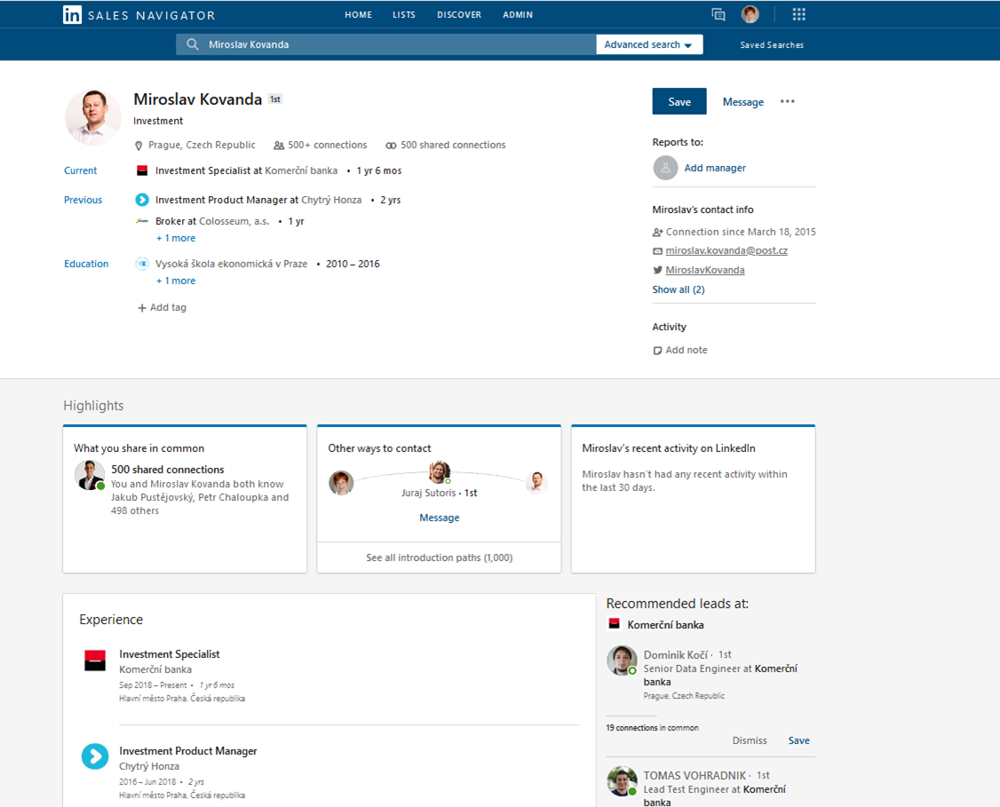 in SALES NAVIGATOR HOME LISTS DISCOVER ADMIN
Miroslav Kovanda Advanced search Saved Searches
Miroslav Kovanda 1st
Investment
Prague, Czech Republic 500+ connections 500 shared connections
Current Investment Specialist at Komerční banka • 1 yr 6 mos
Previous Investment Product Manager at Chytrý Honza • 2 yrs
Broker at Colosseum, a.s. • 1 yr
+ 1 more
Education Vysoká škola ekonomická v Praze • 2010 – 2016
+ 1 more
+ Add tag
Save Message •••
Reports to:
Add manager
Miroslav's contact info
Connection since March 18, 2015
miroslav.kovanda@post.cz
MiroslavKovanda
Show all (2)
Activity
Add note
Highlights
What you share in common
500 shared connections
You and Miroslav Kovanda both know
Jakub Pustějovský, Petr Chaloupka and
498 others
Other ways to contact
Juraj Sutoris • 1st
Message
See all introduction paths (1,000)
Miroslav's recent activity on LinkedIn
Miroslav hasn't had any recent activity within
the last 30 days.
Experience
Investment Specialist
Komerční banka
Sep 2018 – Present • 1 yr 6 mos
Hlavní město Praha, Česká republika
Investment Product Manager
Chytrý Honza
2016 – Jun 2018 • 2 yrs
Hlavní město Praha, Česká republika
Recommended leads at:
Komerční banka
Dominik Kočí · 1st
Senior Data Engineer at Komerční
banka
Prague, Czech Republic
19 connections in common
Dismiss Save
TOMAS VOHRADNIK · 1st
Lead Test Engineer at Komerční
banka